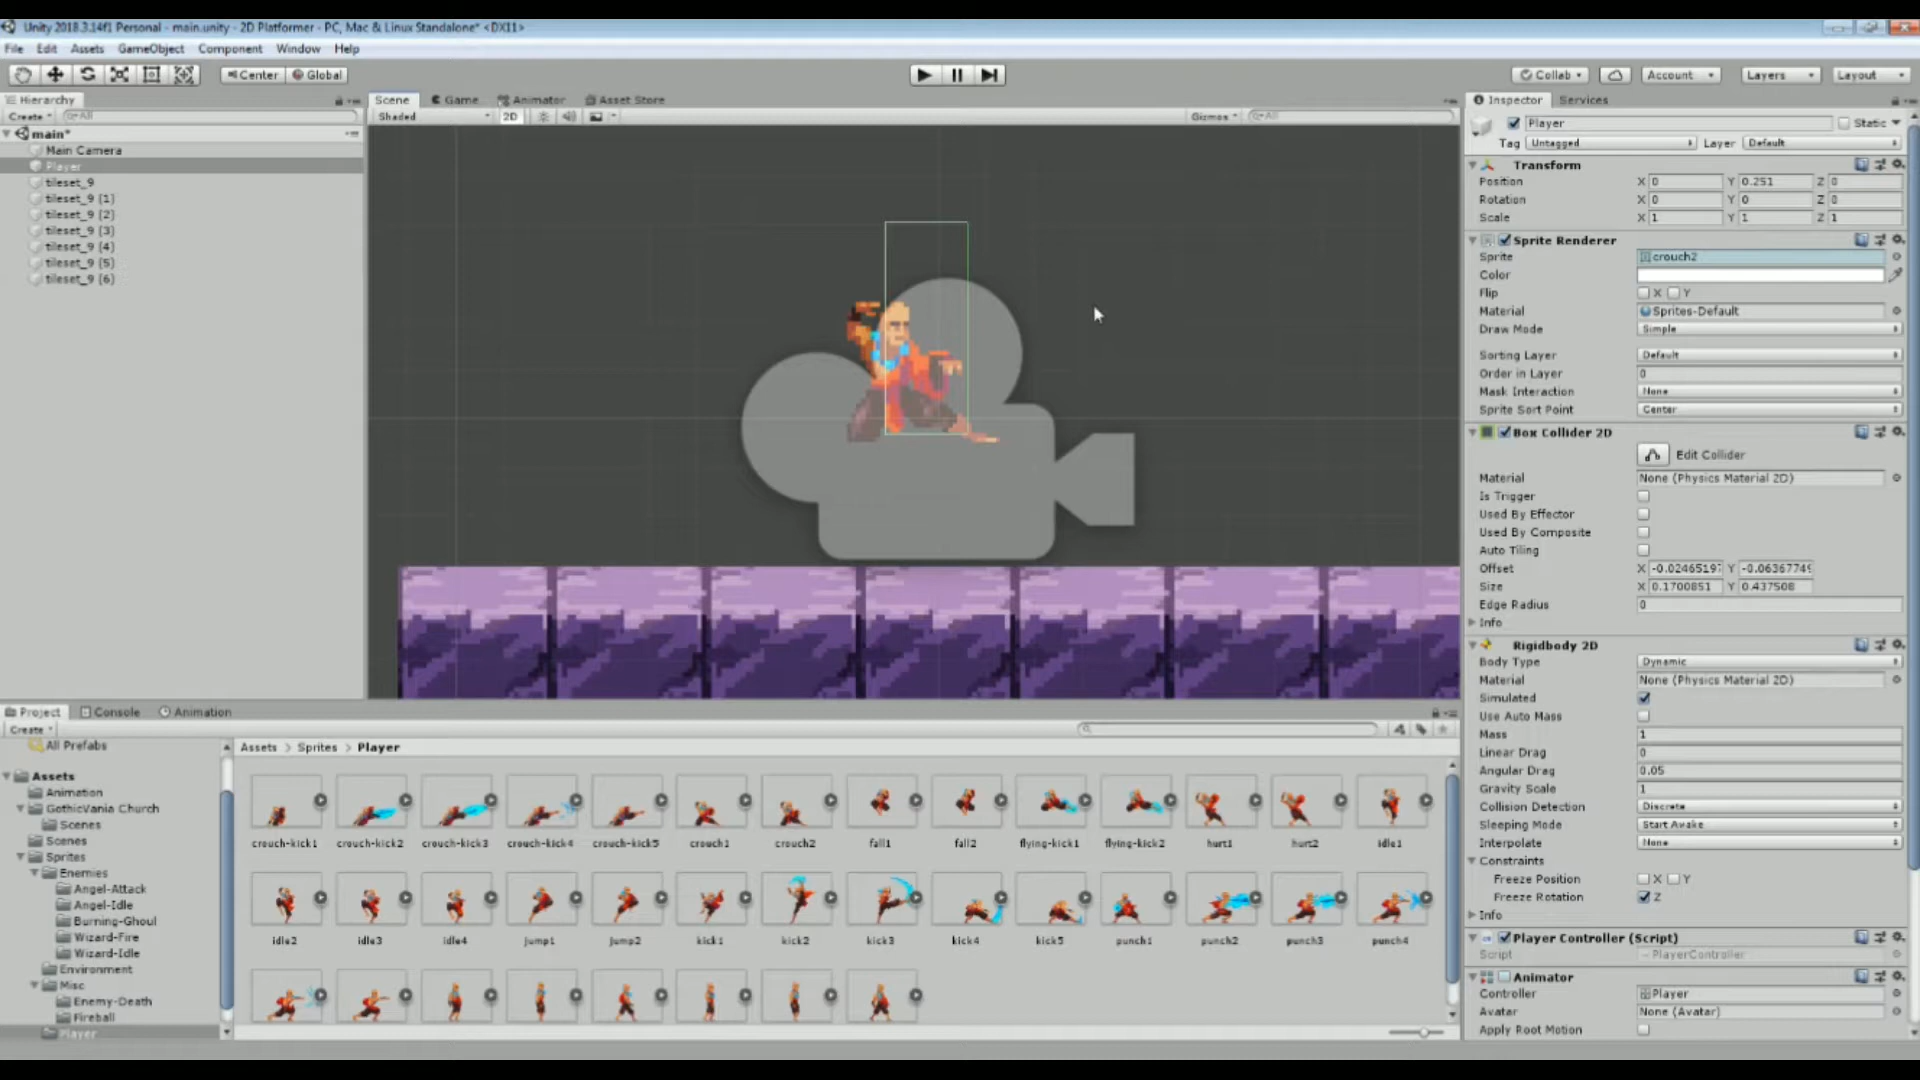 Unity 2018.3.14f1 Personal - main.unity - 2D Platformer - PC, Mac & Linux Standalone* <DX11>
File Edit Assets GameObject Component Window Help
Center Global Collab Account Layers Layout
Hierarchy
Create All
main*
Main Camera
Player
tileset_9
tileset_9 (1)
tileset_9 (2)
tileset_9 (3)
tileset_9 (4)
tileset_9 (5)
tileset_9 (6)
Scene Game Animator Asset Store
Shaded 2D Gizmos All
Inspector Services
Player Static
Tag Untagged Layer Default
Transform
Position X 0 Y 0.251 Z 0
Rotation X 0 Y 0 Z 0
Scale X 1 Y 1 Z 1
Sprite Renderer
Sprite crouch2
Color
Flip X Y
Material Sprites-Default
Draw Mode Simple
Sorting Layer Default
Order in Layer 0
Mask Interaction None
Sprite Sort Point Center
Box Collider 2D
Edit Collider
Material None (Physics Material 2D)
Is Trigger
Used By Effector
Used By Composite
Auto Tiling
Offset X -0.02465197 Y -0.06367749
Size X 0.1700851 Y 0.437508
Edge Radius 0
Info
Rigidbody 2D
Body Type Dynamic
Material None (Physics Material 2D)
Simulated
Use Auto Mass
Mass 1
Linear Drag 0
Angular Drag 0.05
Gravity Scale 1
Collision Detection Discrete
Sleeping Mode Start Awake
Interpolate None
Constraints
Freeze Position X Y
Freeze Rotation Z
Info
Player Controller (Script)
Script PlayerController
Animator
Controller Player
Avatar None (Avatar)
Apply Root Motion
Project Console Animation
Create
All Prefabs
Assets
Animation
GothicVania Church
Scenes
Scenes
Sprites
Enemies
Angel-Attack
Angel-Idle
Burning-Ghoul
Wizard-Fire
Wizard-Idle
Environment
Misc
Enemy-Death
Fireball
Player
Assets > Sprites > Player
crouch-kick1 crouch-kick2 crouch-kick3 crouch-kick4 crouch-kick5 crouch1 crouch2 fall1 fall2 flying-kick1 flying-kick2 hurt1 hurt2 idle1
idle2 idle3 idle4 jump1 jump2 kick1 kick2 kick3 kick4 kick5 punch1 punch2 punch3 punch4